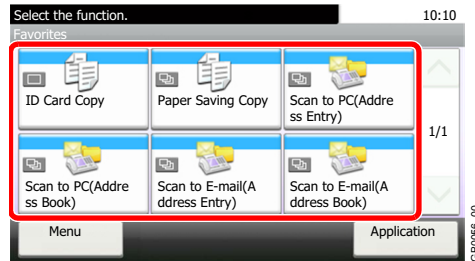 Select the function.
10:10
Favorites
ID Card Copy
Paper Saving Copy
Scan to PC(Addre
ss Entry)
1/1
Scan to PC(Addre
ss Book)
Scan to E-mail(A
ddress Entry)
Scan to E-mail(A
ddress Book)
Menu
Application